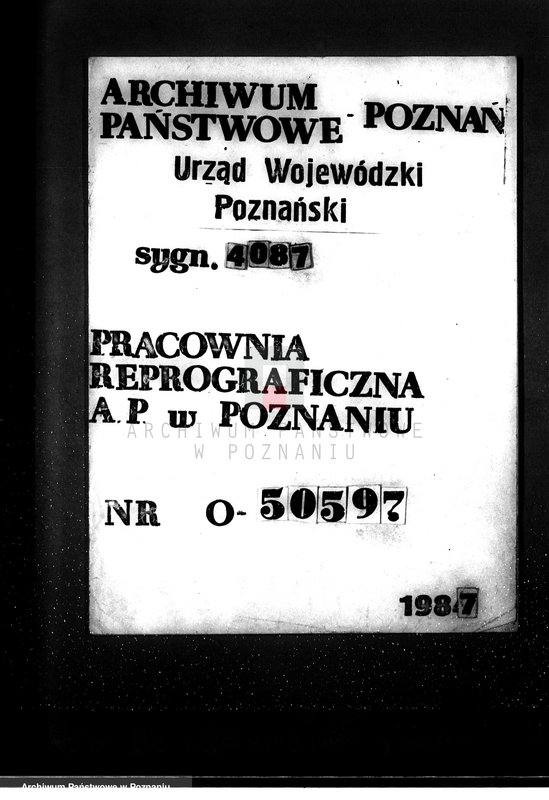 ARCHIWUM
PAŃSTWOWE - POZNAŃ
Urząd Wojewódzki
Poznański
sygn. 4087
PRACOWNIA
REPROGRAFICZNA
A.P. w POZNANIU
ARCHIWUM PAŃSTWOWE
W POZNANIU
NR O-50597
1987
Archiwum Państwowe w Poznaniu